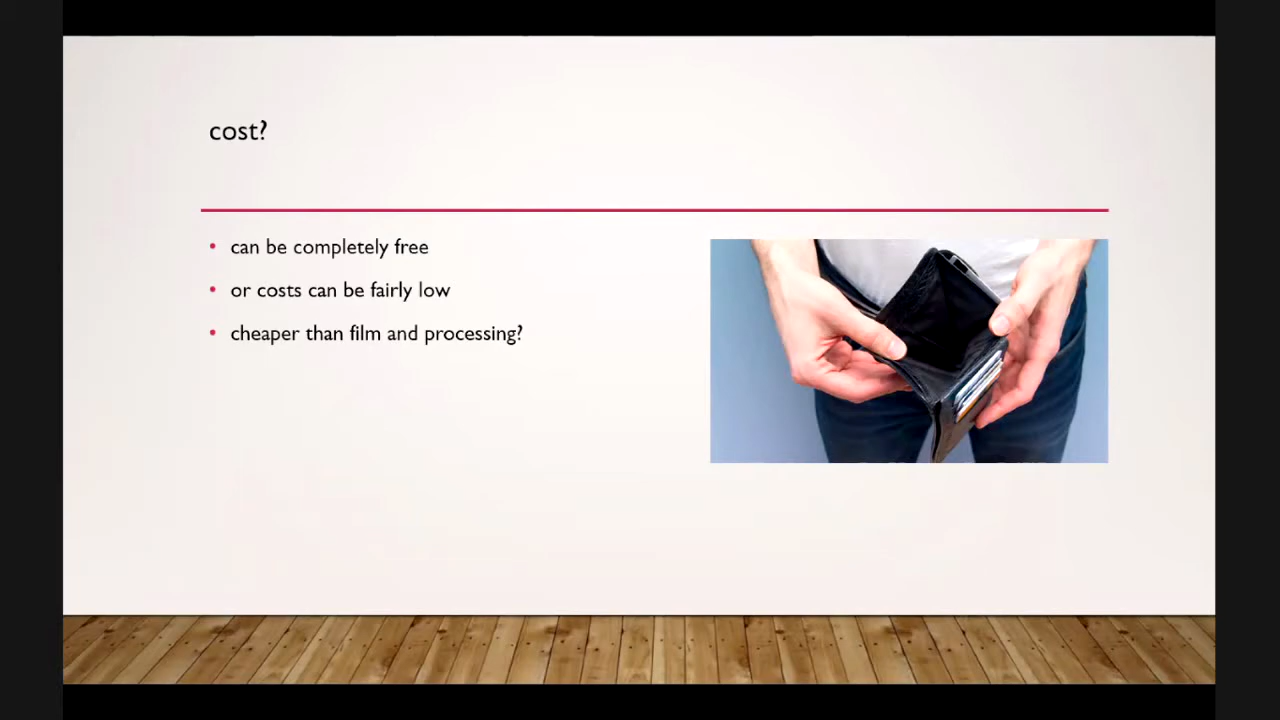 cost?
can be completely free
or costs can be fairly low
cheaper than film and processing?